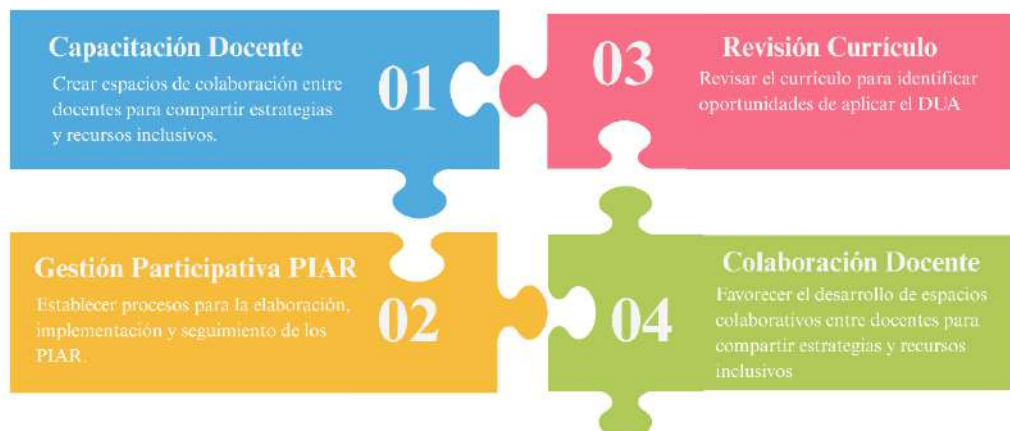 Capacitación Docente
Crear espacios de colaboración entre
docentes para compartir estrategias
y recursos inclusivos.
01
03
Revisión Currículo
Revisar el currículo para identificar
oportunidades de aplicar el DUA
Gestión Participativa PIAR
Establecer procesos para la elaboración,
implementación y seguimiento de los
PIAR.
02
04
Colaboración Docente
Favorecer el desarrollo de espacios
colaborativos entre docentes para
compartir estrategias y recursos
inclusivos